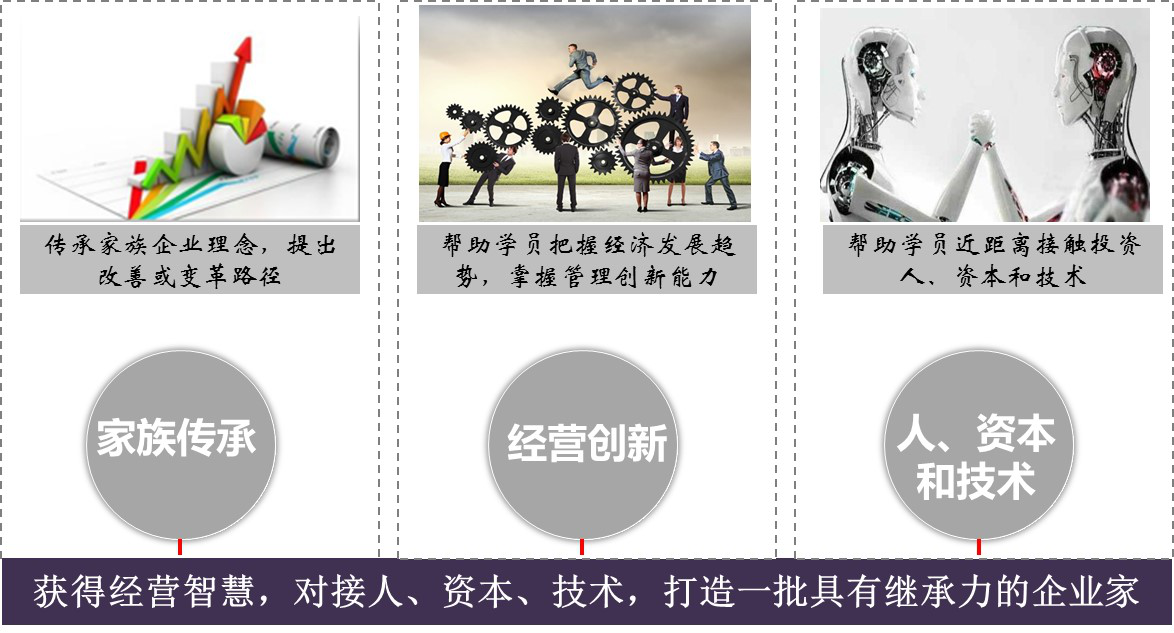 传承家族企业理念，提出
改善或变革路径
帮助学员把握经济发展趋
势，掌握管理创新能力
帮助学员近距离接触投资
人、资本和技术
家族传承
经营创新
人、资本
和技术
获得经营智慧，对接人、资本、技术，打造一批具有继承力的企业家